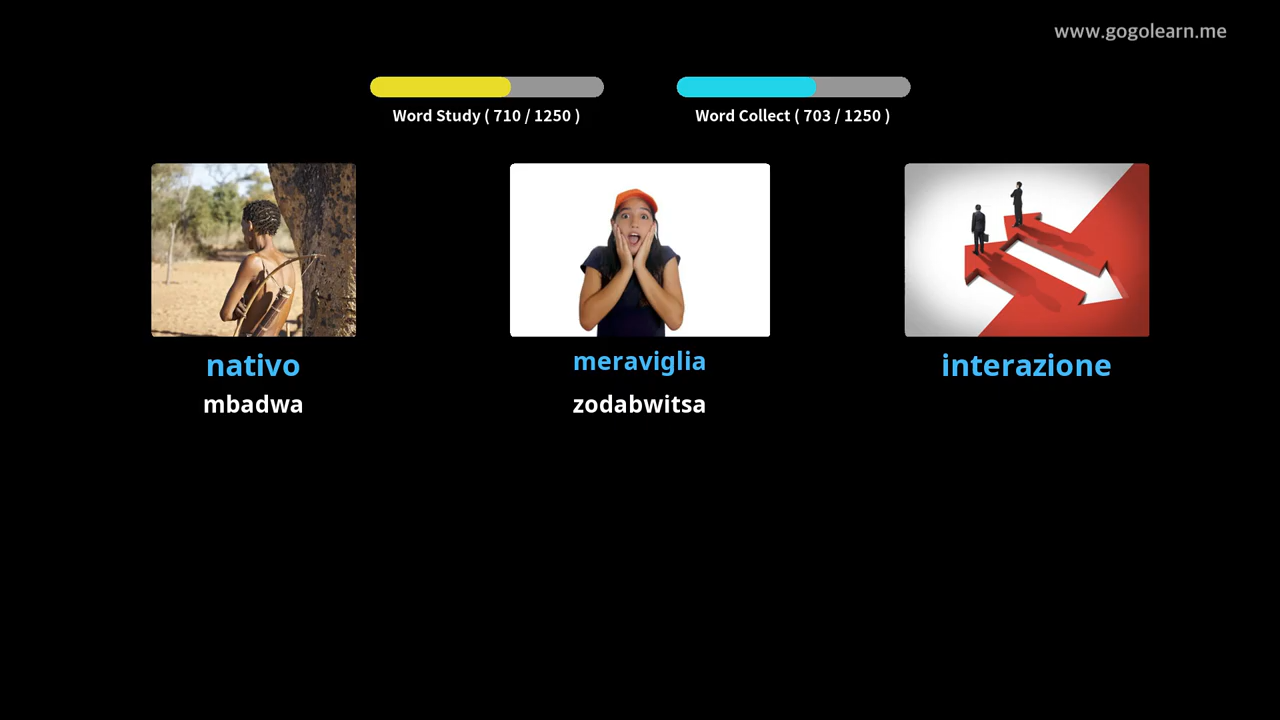 www.gogolearn.me
Word Study ( 710 / 1250 )
Word Collect ( 703 / 1250 )
nativo
meraviglia
interazione
mbadwa
zodabwitsa